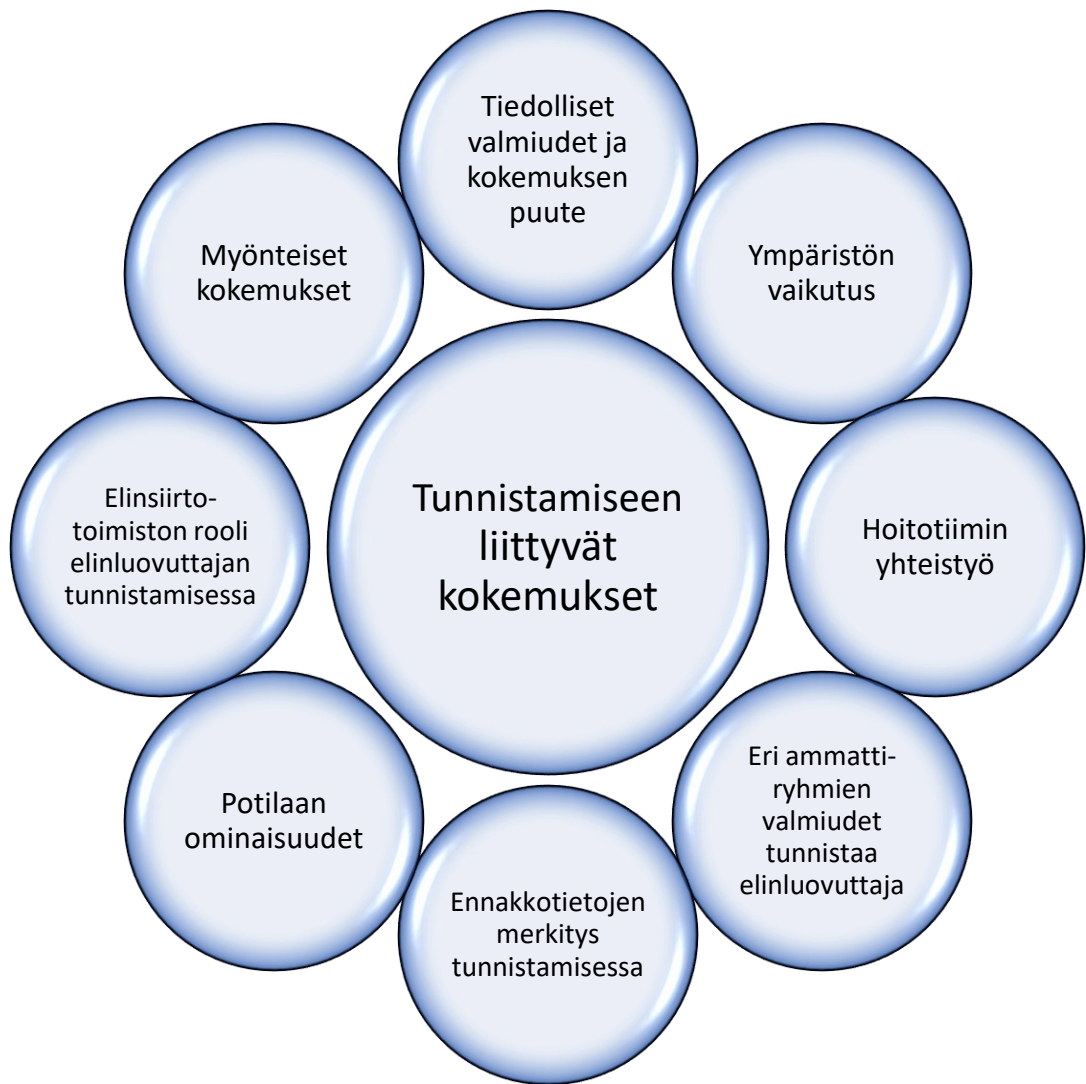 Tiedolliset
valmiudet ja
kokemuksen
puute
Ympäristön
vaikutus
Hoitotiimin
yhteistyö
Eri ammatti-
ryhmien
valmiudet
tunnistaa
elinluovuttaja
Ennakkotietojen
merkitys
tunnistamisessa
Potilaan
ominaisuudet
Elinsiirto-
toimiston rooli
elinluovuttajan
tunnistamisessa
Myönteiset
kokemukset
Tunnistamiseen
liittyvät
kokemukset